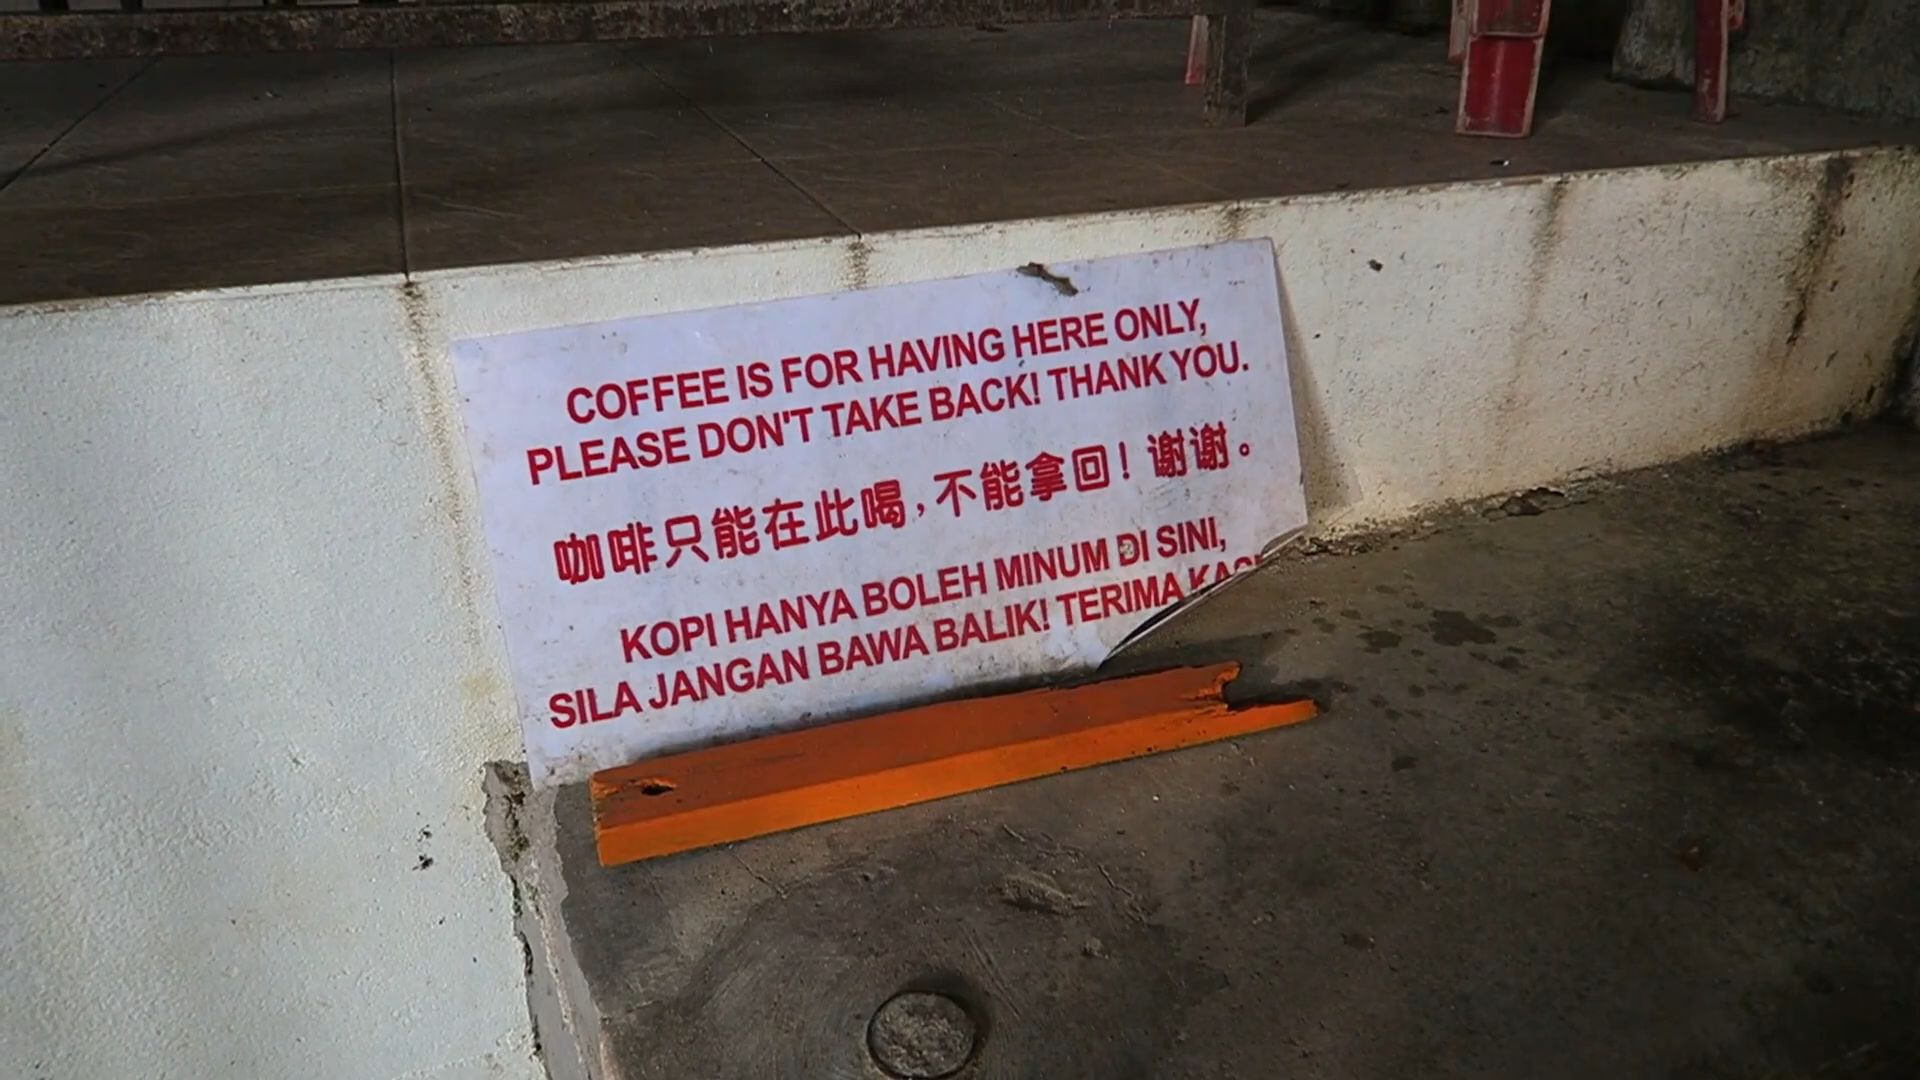 COFFEE IS FOR HAVING HERE ONLY,
PLEASE DON'T TAKE BACK! THANK YOU.
咖啡只能在此喝,不能拿回!谢谢。
KOPI HANYA BOLEH MINUM DI SINI,
SILA JANGAN BAWA BALIK! TERIMA